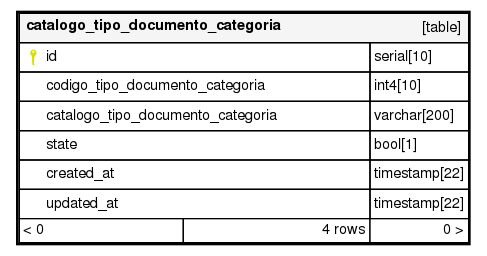 catalogo_tipo_documento_categoria [table]
id serial[10]
codigo_tipo_documento_categoria int4[10]
catalogo_tipo_documento_categoria varchar[200]
state bool[1]
created_at timestamp[22]
updated_at timestamp[22]
< 0 4 rows 0 >